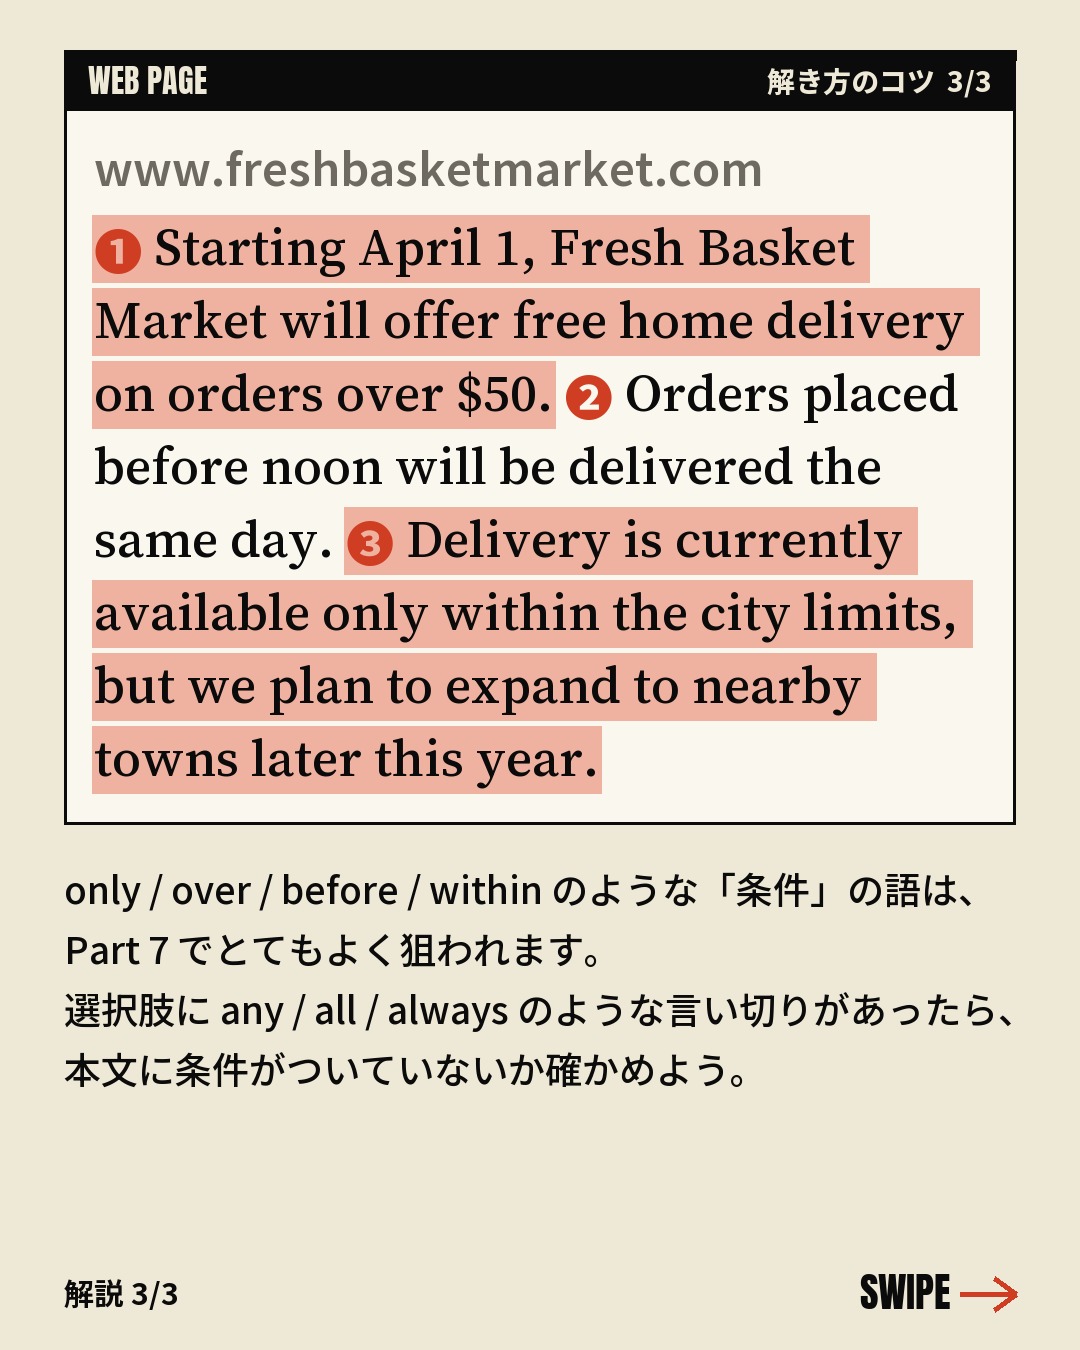 WEB PAGE
解き方のコツ 3/3
www.freshbasketmarket.com
❶ Starting April 1, Fresh Basket
Market will offer free home delivery
on orders over $50. ❷ Orders placed
before noon will be delivered the
same day. ❸ Delivery is currently
available only within the city limits,
but we plan to expand to nearby
towns later this year.
only / over / before / within のような「条件」の語は、
Part 7 でとてもよく狙われます。
選択肢に any / all / always のような言い切りがあったら、
本文に条件がついていないか確かめよう。
解説 3/3
SWIPE →